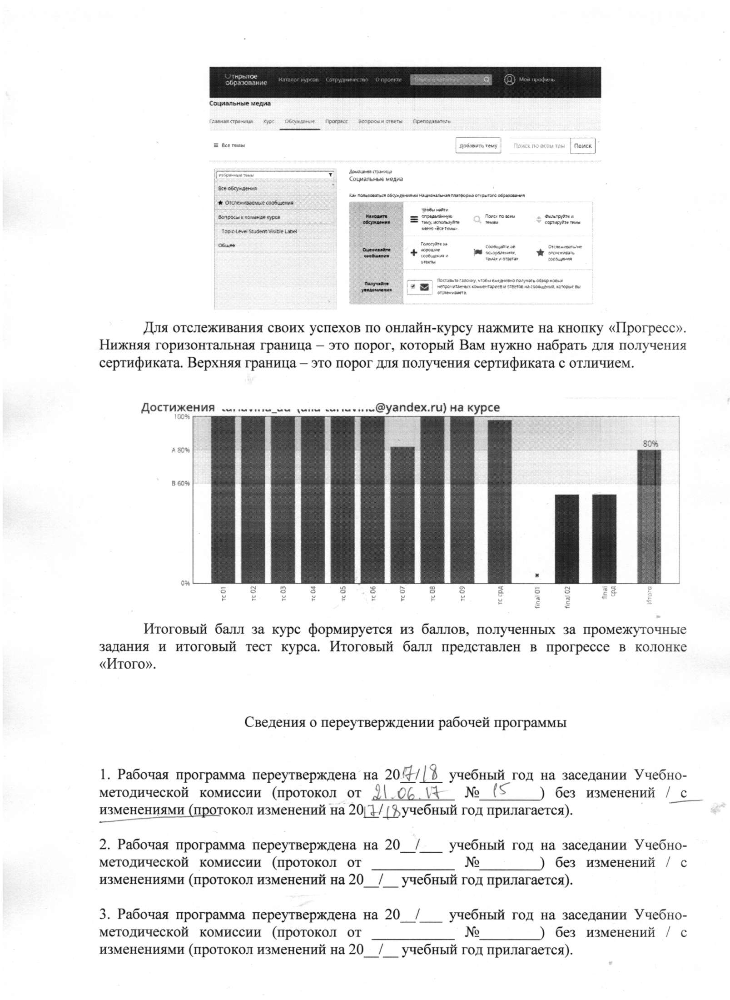 Открытое
образование
Каталог курсов Сотрудничество О проекте
Мой профиль
Социальные медиа
Главная страница Курс Обсуждение Прогресс Вопросы и ответы Преподаватель
Все темы
Добавить тему Поиск по всем тем Поиск
Избранные темы
Все обсуждения
Отслеживаемые сообщения
Вопросы к команде курса
Topic-Level Student-Visible Label
Общее
Домашняя страница
Социальные медиа
Как пользоваться обсуждениями Национальная платформа открытого образования
Находите
обсуждения
Чтобы найти
определённую
тему, используйте
меню «Все темы».
Поиск по всем
темам
Фильтруйте и
сортируйте темы
Оценивайте
сообщения
Голосуйте за
хорошие
сообщения и
ответы
Сообщайте об
оскорблениях,
темах и ответах
Отслеживать/не
отслеживать
сообщения
Получайте
уведомления
Поставьте галочку, чтобы ежедневно получать обзор новых
непрочитанных комментариев и ответов на сообщения, которые вы
отслеживаете.
Для отслеживания своих успехов по онлайн-курсу нажмите на кнопку «Прогресс».
Нижняя горизонтальная граница – это порог, который Вам нужно набрать для получения
сертификата. Верхняя граница – это порог для получения сертификата с отличием.
Достижения @yandex.ru) на курсе
100%
80%
A 80%
B 60%
0%
тс 01 тс 02 тс 03 тс 04 тс 05 тс 06 тс 07 тс 08 тс 09 тс срд final 01 final 02 final срд Итого
Итоговый балл за курс формируется из баллов, полученных за промежуточные
задания и итоговый тест курса. Итоговый балл представлен в прогрессе в колонке
«Итого».
Сведения о переутверждении рабочей программы
1. Рабочая программа переутверждена на 2017/18 учебный год на заседании Учебно-
методической комиссии (протокол от 21.06.17 № 15) без изменений / с
изменениями (протокол изменений на 2017/18 учебный год прилагается).
2. Рабочая программа переутверждена на 20__/___ учебный год на заседании Учебно-
методической комиссии (протокол от ___________ №________) без изменений / с
изменениями (протокол изменений на 20__/__ учебный год прилагается).
3. Рабочая программа переутверждена на 20__/___ учебный год на заседании Учебно-
методической комиссии (протокол от ___________ №________) без изменений / с
изменениями (протокол изменений на 20__/__ учебный год прилагается).